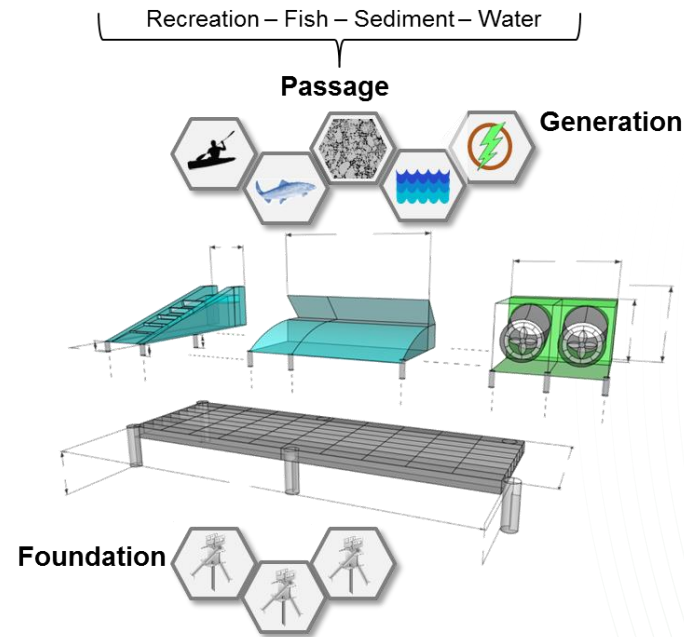 Recreation – Fish – Sediment – Water
Passage
Generation
Foundation